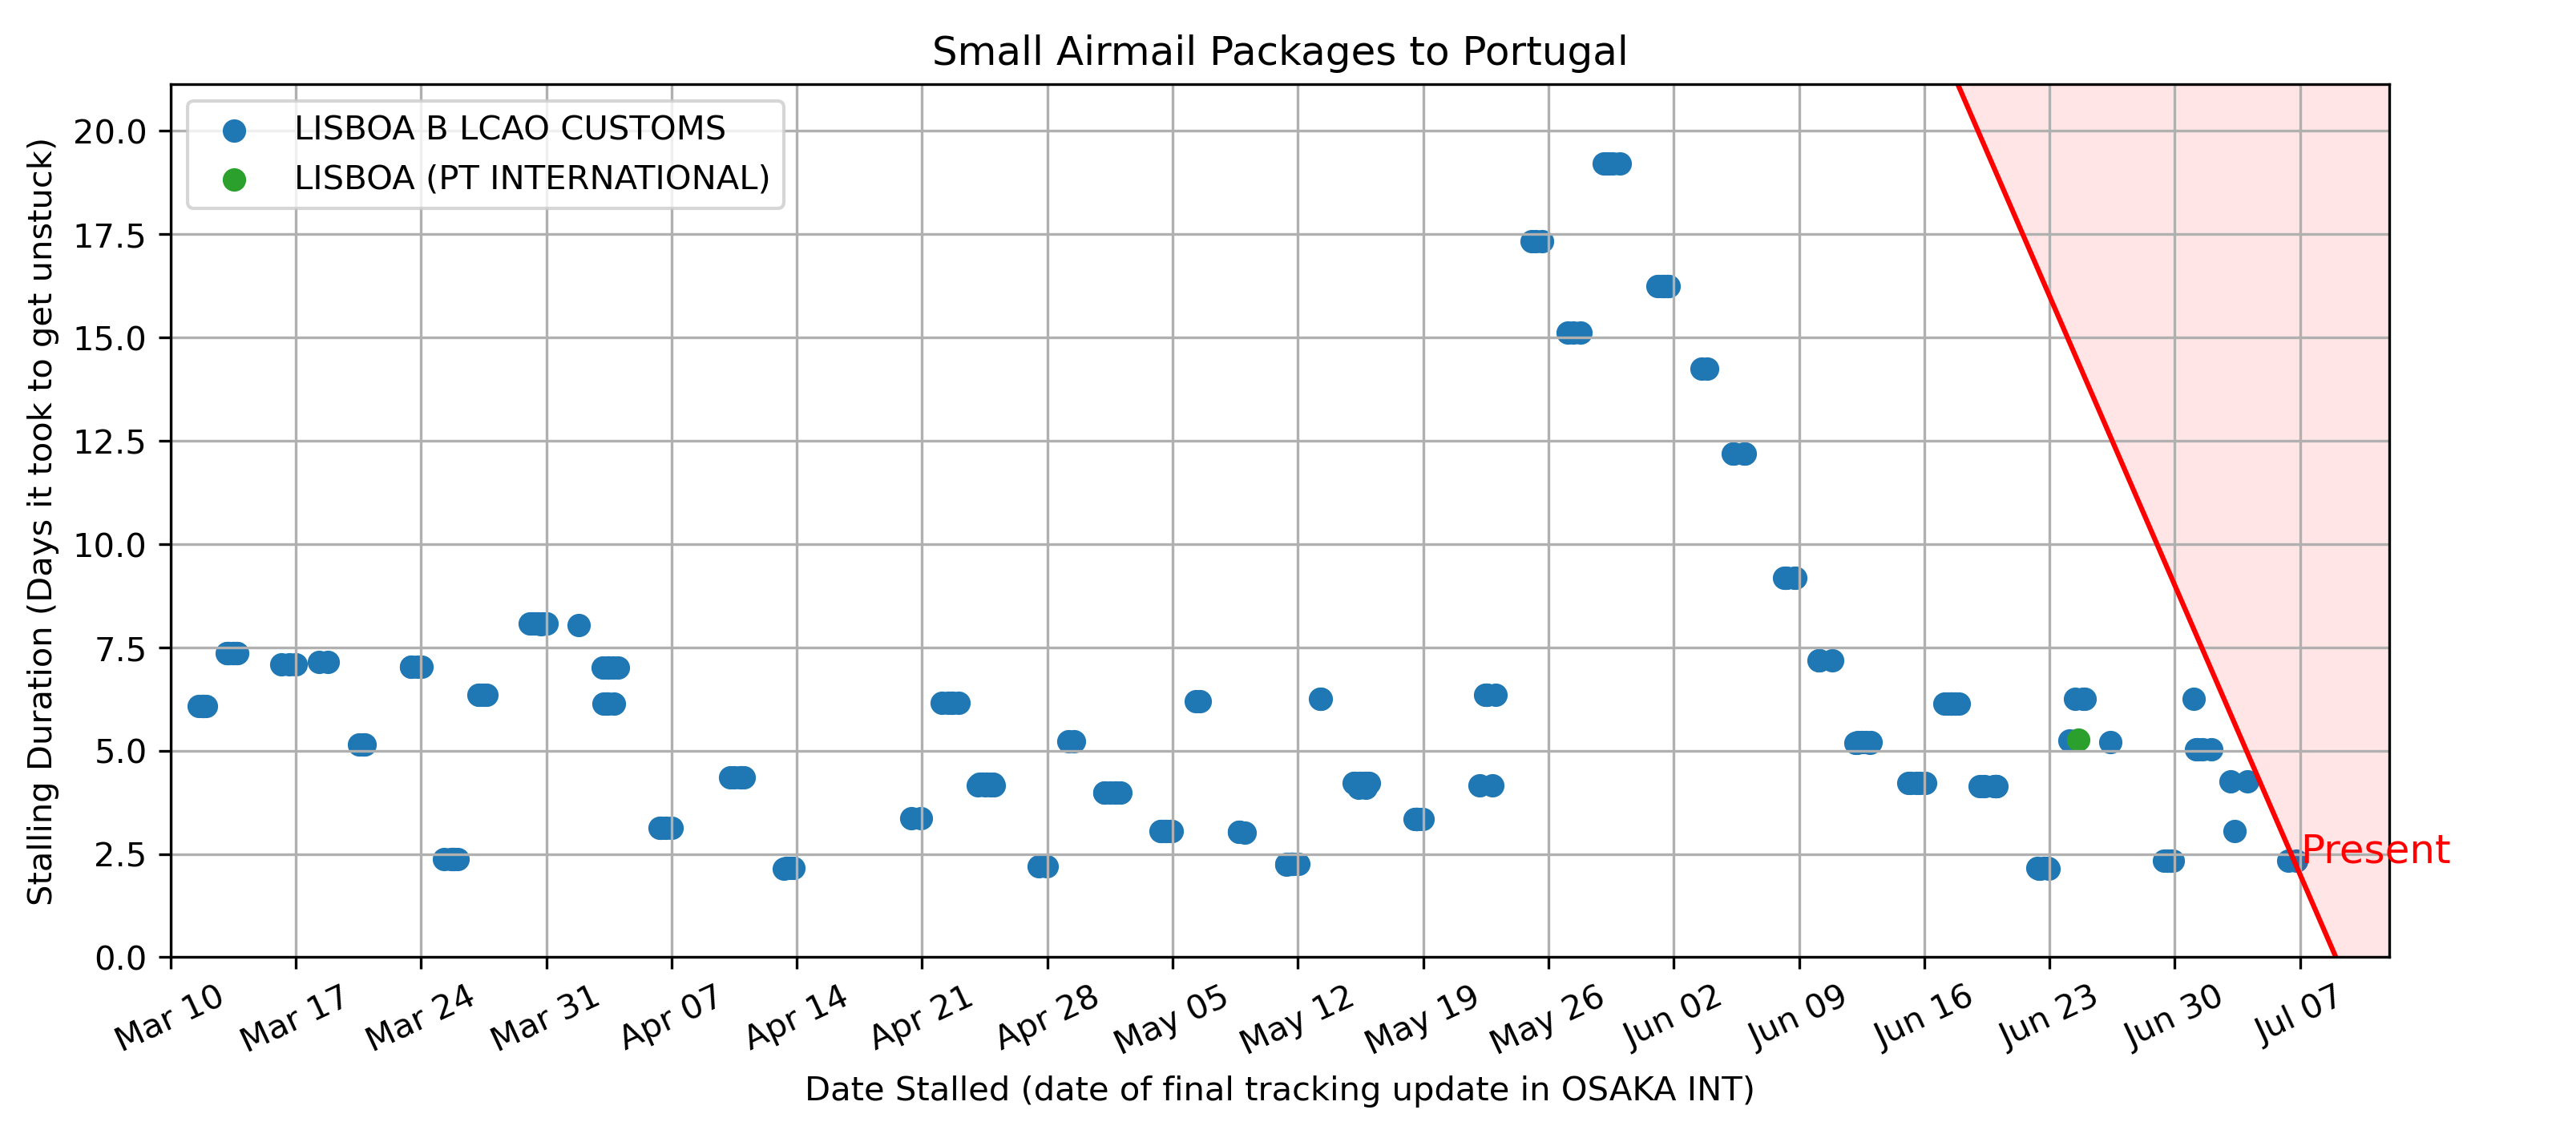 Small Airmail Packages to Portugal
LISBOA B LCAO CUSTOMS
LISBOA (PT INTERNATIONAL)
Stalling Duration (Days it took to get unstuck)
20.0
17.5
15.0
12.5
10.0
7.5
5.0
2.5
0.0
Present
Mar 10
Mar 17
Mar 24
Mar 31
Apr 07
Apr 14
Apr 21
Apr 28
May 05
May 12
May 19
May 26
Jun 02
Jun 09
Jun 16
Jun 23
Jun 30
Jul 07
Date Stalled (date of final tracking update in OSAKA INT)